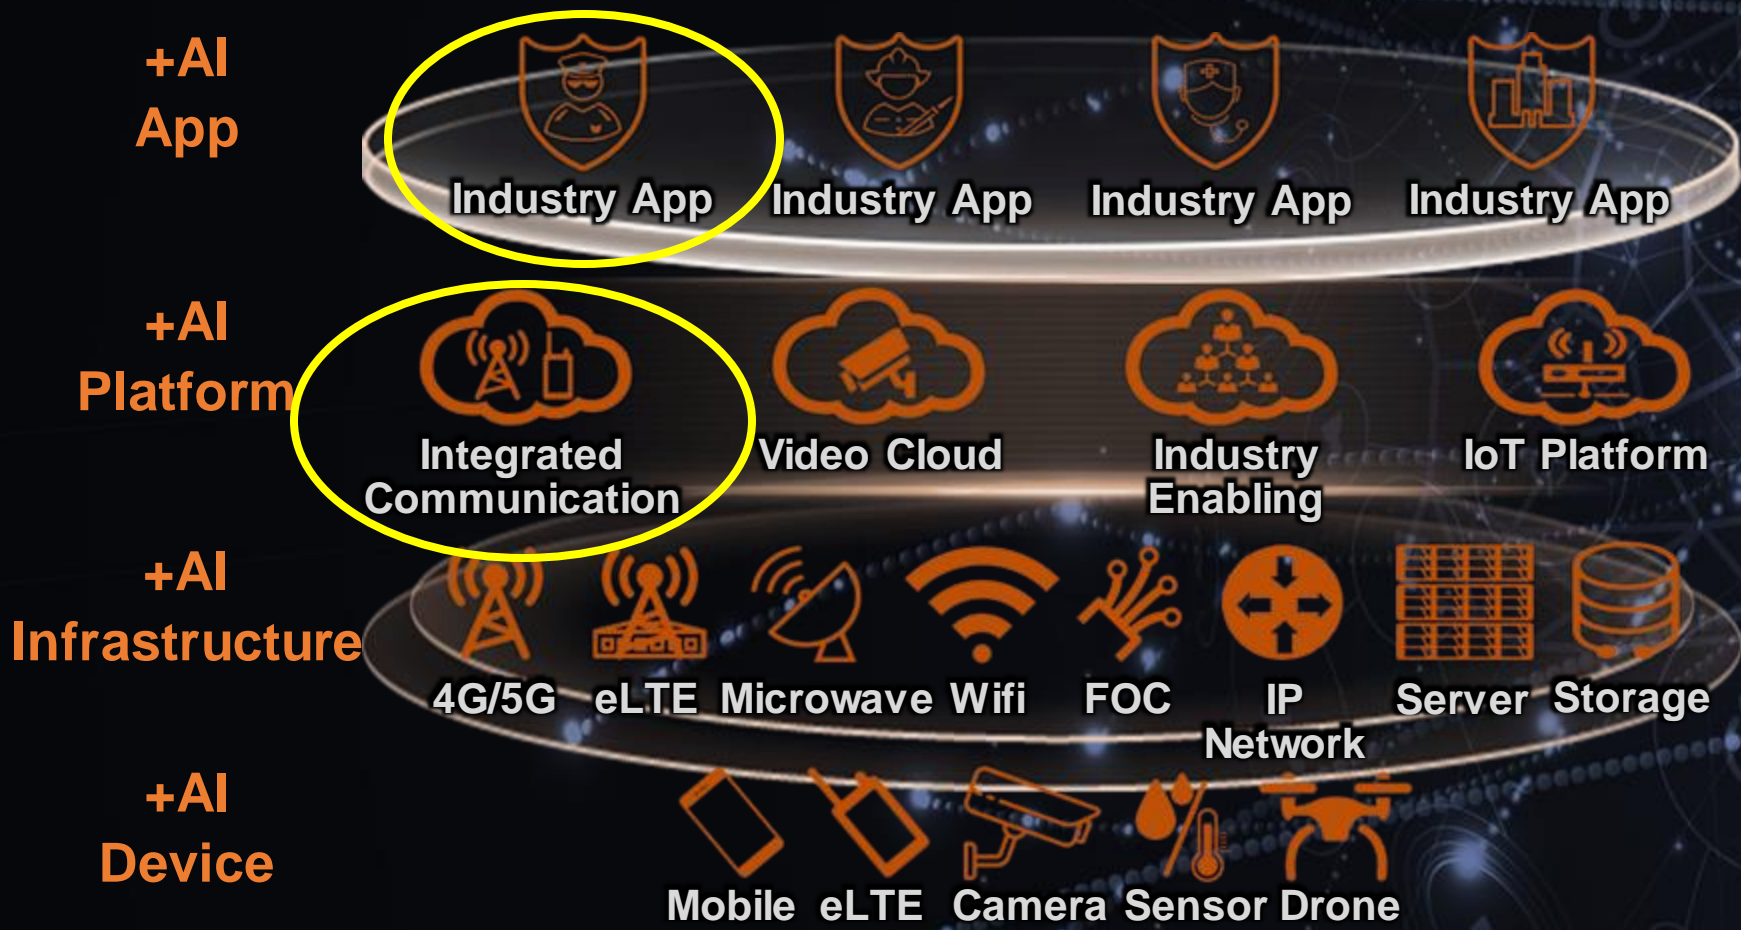 +AI
App
Industry App
Industry App
Industry App
Industry App
+AI
Platform
Integrated
Communication
Video Cloud
Industry
Enabling
IoT Platform
+AI
Infrastructure
4G/5G
eLTE
Microwave
Wifi
FOC
IP
Network
Server
Storage
+AI
Device
Mobile
eLTE
Camera
Sensor
Drone